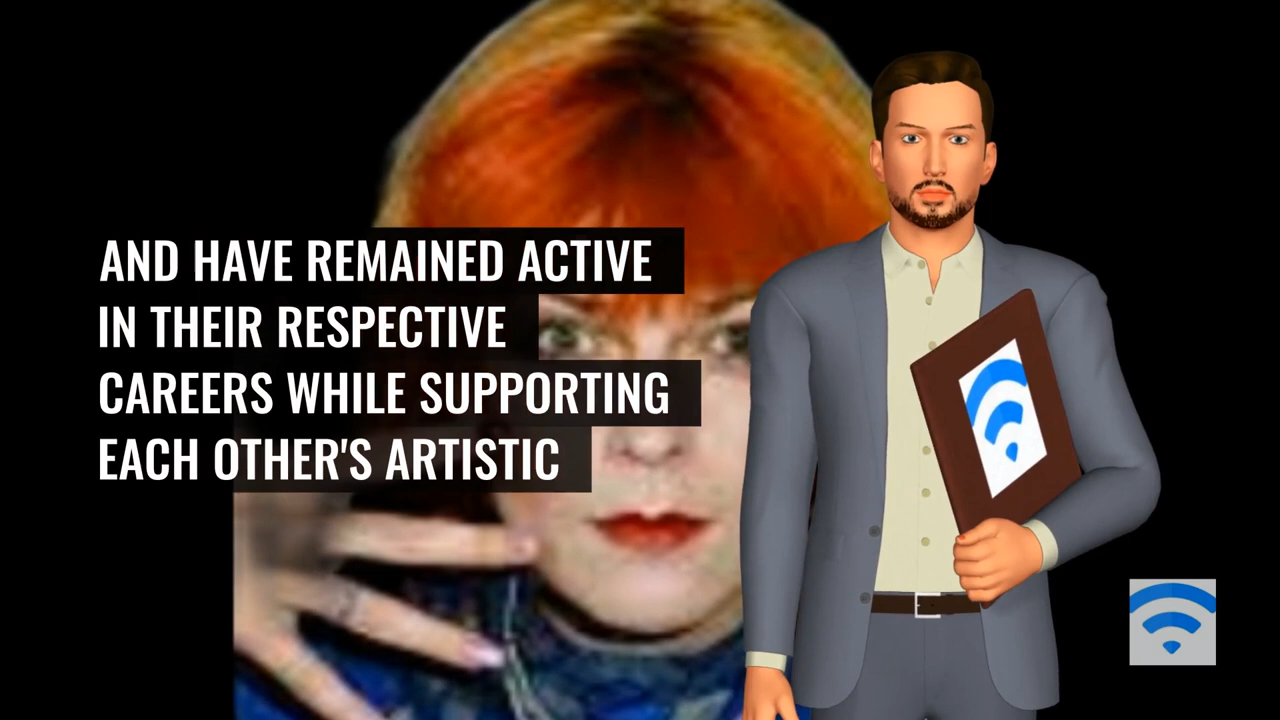 AND HAVE REMAINED ACTIVE
IN THEIR RESPECTIVE
CAREERS WHILE SUPPORTING
EACH OTHER'S ARTISTIC